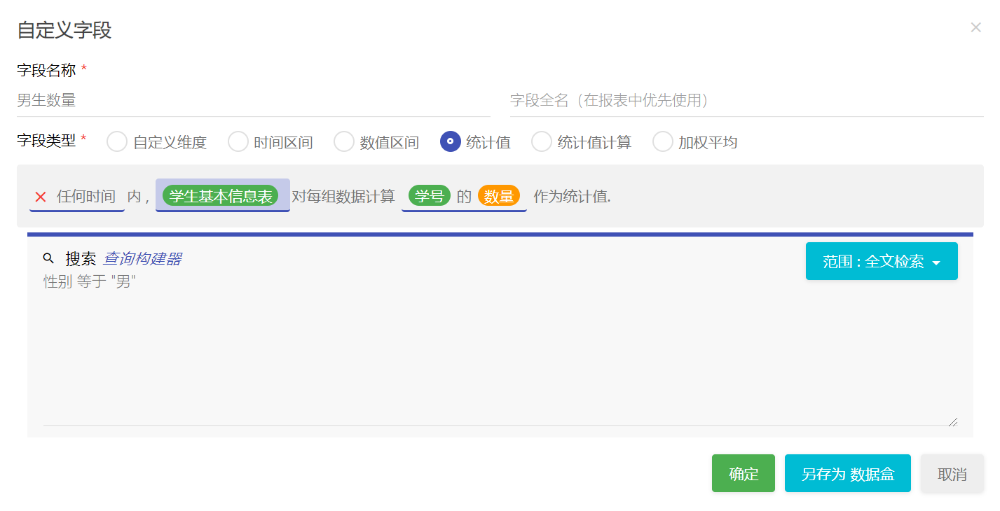 自定义字段
字段名称 *
男生数量 字段全名（在报表中优先使用）
字段类型 * 自定义维度 时间区间 数值区间 统计值 统计值计算 加权平均
任何时间 内 , 学生基本信息表 对每组数据计算 学号 的 数量 作为统计值.
搜索 查询构建器 范围 : 全文检索
性别 等于 "男"
确定 另存为 数据盒 取消